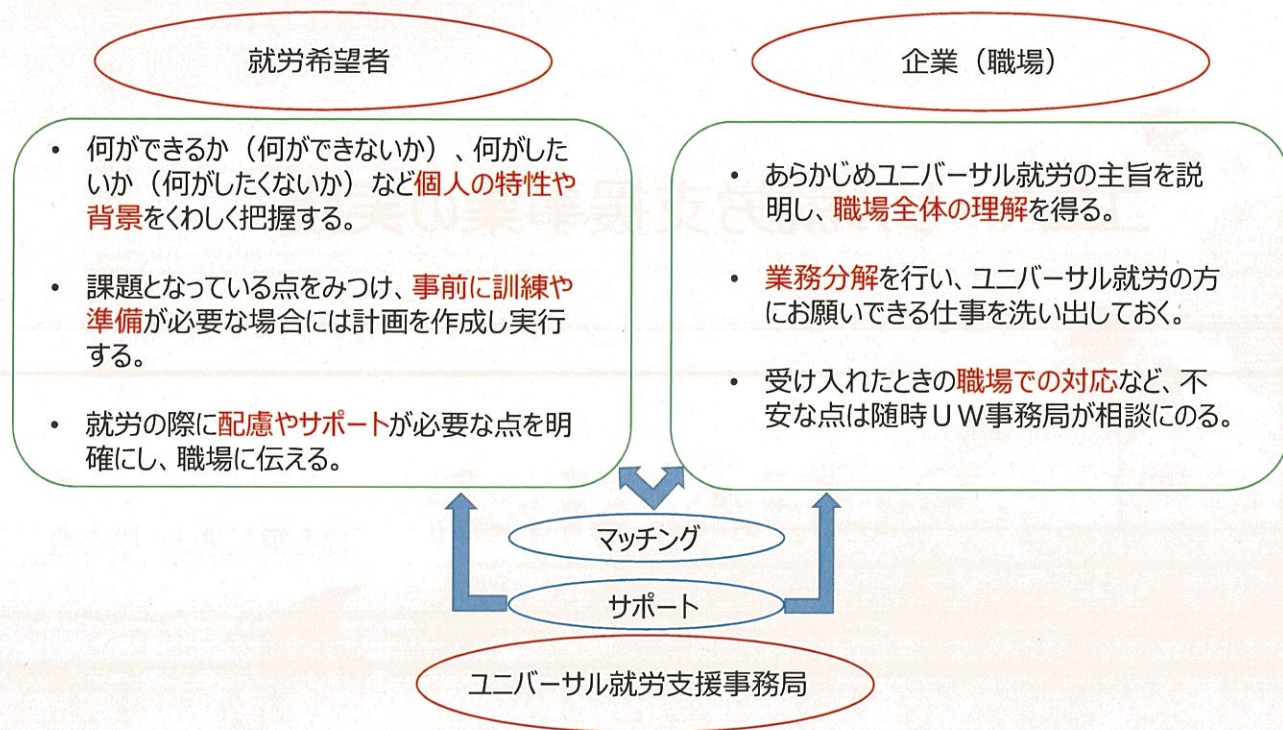 就労希望者
• 何ができるか（何ができないか）、何がした
いか（何がしたくないか）など個人の特性や
背景をくわしく把握する。
• 課題となっている点をみつけ、事前に訓練や
準備が必要な場合には計画を作成し実行
する。
• 就労の際に配慮やサポートが必要な点を明
確にし、職場に伝える。
企業（職場）
• あらかじめユニバーサル就労の主旨を説
明し、職場全体の理解を得る。
• 業務分解を行い、ユニバーサル就労の方
にお願いできる仕事を洗い出しておく。
• 受け入れたときの職場での対応など、不
安な点は随時ＵＷ事務局が相談にのる。
マッチング
サポート
ユニバーサル就労支援事務局